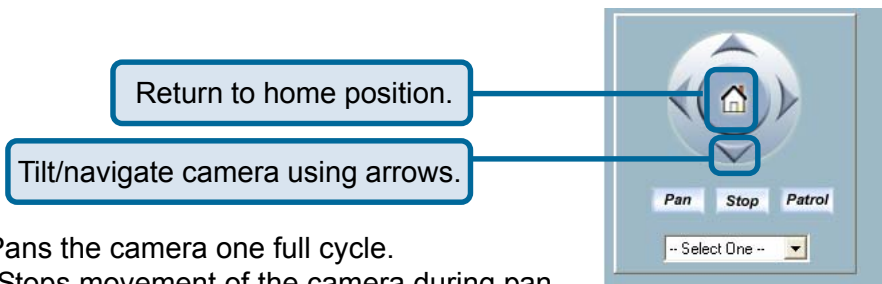 Return to home position.
Tilt/navigate camera using arrows.
Pan Stop Patrol
-- Select One --
Pans the camera one full cycle.
Stops movement of the camera during pan